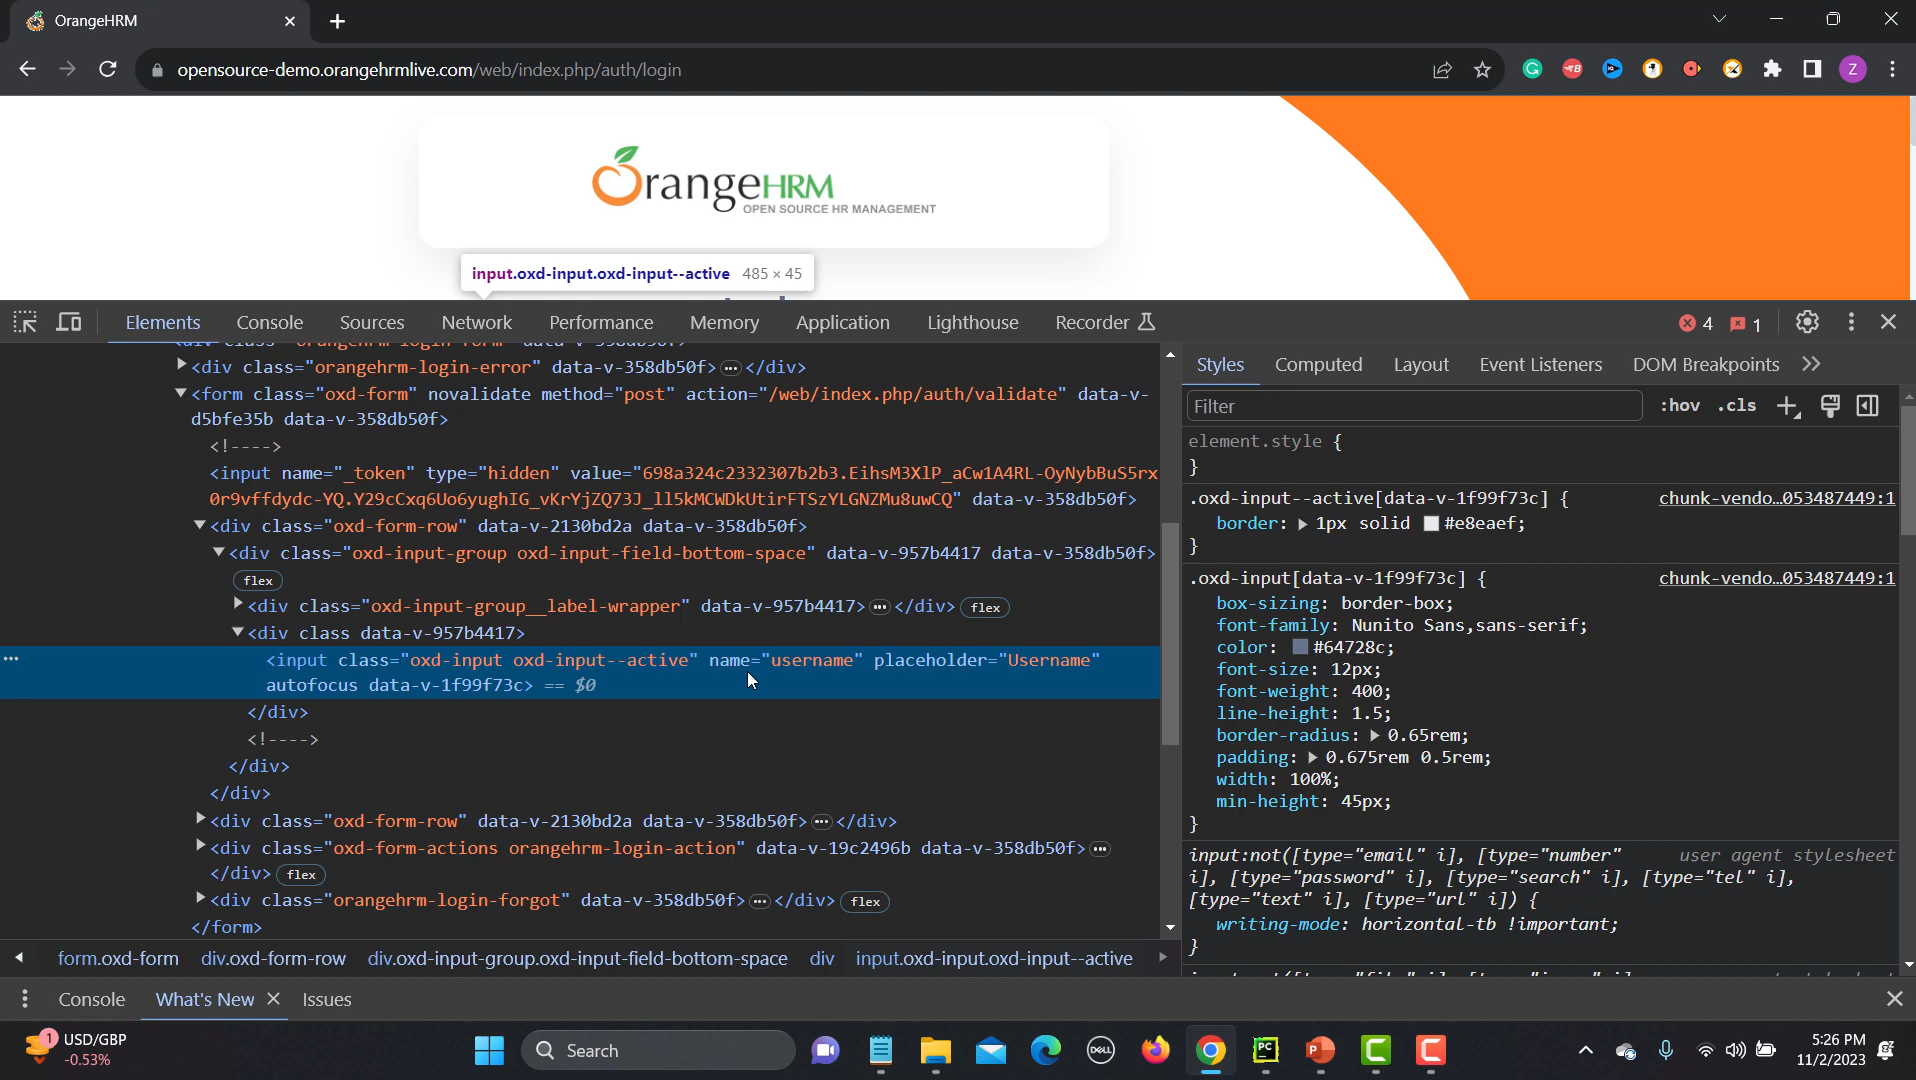 OrangeHRM
opensource-demo.orangehrmlive.com/web/index.php/auth/login
Z
OrangeHRM
OPEN SOURCE HR MANAGEMENT
input.oxd-input.oxd-input--active 485 × 45
Elements Console Sources Network Performance Memory Application Lighthouse Recorder 4 1
<div class="orangehrm-login-form" data-v-358db50f>
<div class="orangehrm-login-error" data-v-358db50f>…</div>
<form class="oxd-form" novalidate method="post" action="/web/index.php/auth/validate" data-v-
d5bfe35b data-v-358db50f>
<!---->
<input name="_token" type="hidden" value="698a324c2332307b2b3.EihsM3XlP_aCw1A4RL-OyNybBuS5rx
0r9vffdydc-YQ.Y29cCxq6Uo6yughIG_vKrYjZQ73J_ll5kMCWDkUtirFTSzYLGNZMu8uwCQ" data-v-358db50f>
<div class="oxd-form-row" data-v-2130bd2a data-v-358db50f>
<div class="oxd-input-group oxd-input-field-bottom-space" data-v-957b4417 data-v-358db50f>
flex
<div class="oxd-input-group__label-wrapper" data-v-957b4417>…</div> flex
<div class data-v-957b4417>
<input class="oxd-input oxd-input--active" name="username" placeholder="Username"
autofocus data-v-1f99f73c> == $0
</div>
<!---->
</div>
</div>
<div class="oxd-form-row" data-v-2130bd2a data-v-358db50f>…</div>
<div class="oxd-form-actions orangehrm-login-action" data-v-19c2496b data-v-358db50f>…
</div> flex
<div class="orangehrm-login-forgot" data-v-358db50f>…</div> flex
</form>
form.oxd-form div.oxd-form-row div.oxd-input-group.oxd-input-field-bottom-space div input.oxd-input.oxd-input--active
Styles Computed Layout Event Listeners DOM Breakpoints
Filter :hov .cls
element.style {
}
.oxd-input--active[data-v-1f99f73c] { chunk-vendo…053487449:1
border: 1px solid #e8eaef;
}
.oxd-input[data-v-1f99f73c] { chunk-vendo…053487449:1
box-sizing: border-box;
font-family: Nunito Sans,sans-serif;
color: #64728c;
font-size: 12px;
font-weight: 400;
line-height: 1.5;
border-radius: 0.65rem;
padding: 0.675rem 0.5rem;
width: 100%;
min-height: 45px;
}
input:not([type="email" i], [type="number" user agent stylesheet
i], [type="password" i], [type="search" i], [type="tel" i],
[type="text" i], [type="url" i]) {
writing-mode: horizontal-tb !important;
}
Console What's New Issues
1 USD/GBP
-0.53%
Search
DELL
PC
P
C
C
5:26 PM
11/2/2023